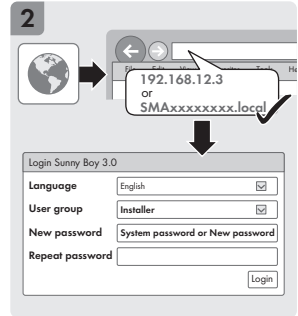 2
File Edit View Favorites Tools He
192.168.12.3
or
SMAxxxxxxxx.local
Login Sunny Boy 3.0
Language English
User group Installer
New password System password or New password
Repeat password
Login